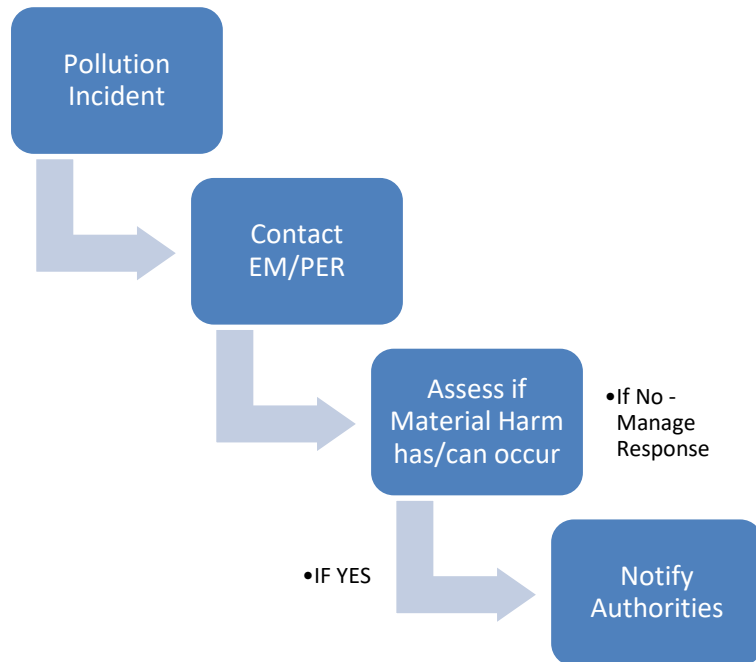 Pollution
Incident
Contact
EM/PER
Assess if
Material Harm
has/can occur
•If No -
Manage
Response
•IF YES
Notify
Authorities